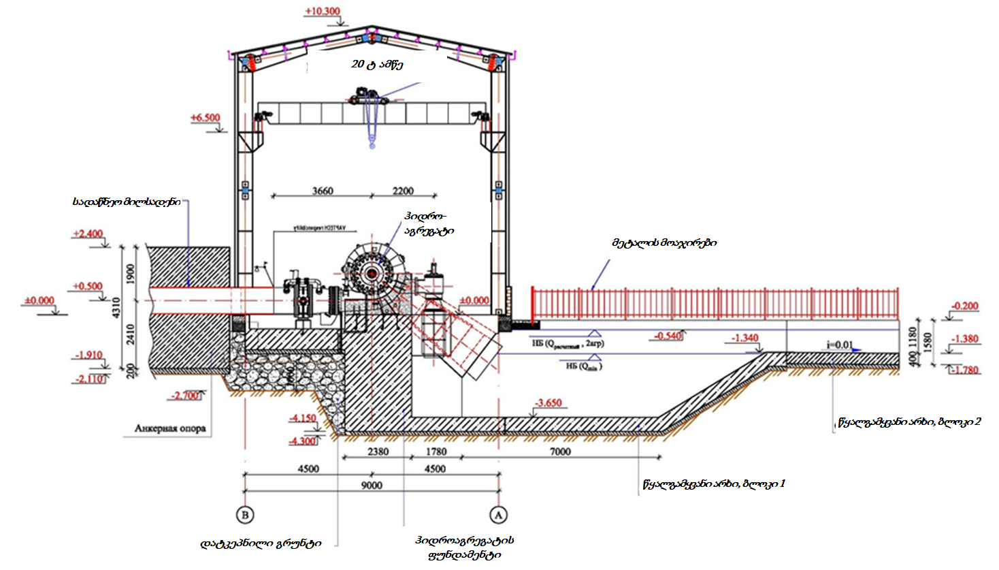 +10.300
20 ტ ამწე
+6.500
3660
2200
სადაწნეო მილსადენი
ჰიდრო-
აგრეგატი
VAPTECH responsibility
+2.400
მეტალის მოაჯირები
1900
+0.500
±0.000
4310
±0.000
-0.200
2410
-0.540
-1.340
НБ (Qрасчетный , 2агр)
i=0.01
1180
1580
-1.380
-1.910
НБ (Qmin )
400
200
-2.110
-1.780
-2.700
-3.650
-4.150
Анкерная опора
წყალგამყვანი არხი, ბლოკი 2
-4.300
2380
1780
7000
4500
4500
9000
წყალგამყვანი არხი, ბლოკი 1
В
А
დატკეპნილი გრუნტი
ჰიდროაგრეგატის
ფუნდამენტი